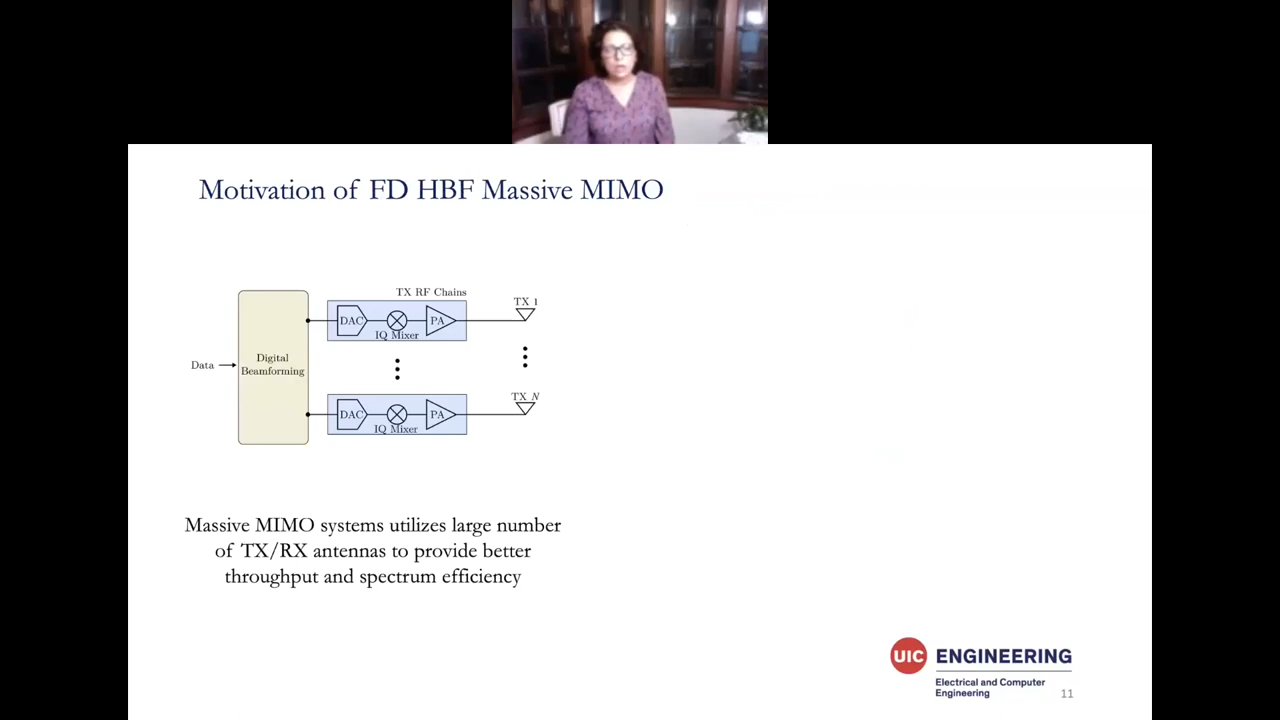 Motivation of FD HBF Massive MIMO
TX RF Chains
TX 1
DAC
PA
IQ Mixer
Data
Digital
Beamforming
TX N
DAC
PA
IQ Mixer
Massive MIMO systems utilizes large number
of TX/RX antennas to provide better
throughput and spectrum efficiency
UIC ENGINEERING
Electrical and Computer
Engineering
11